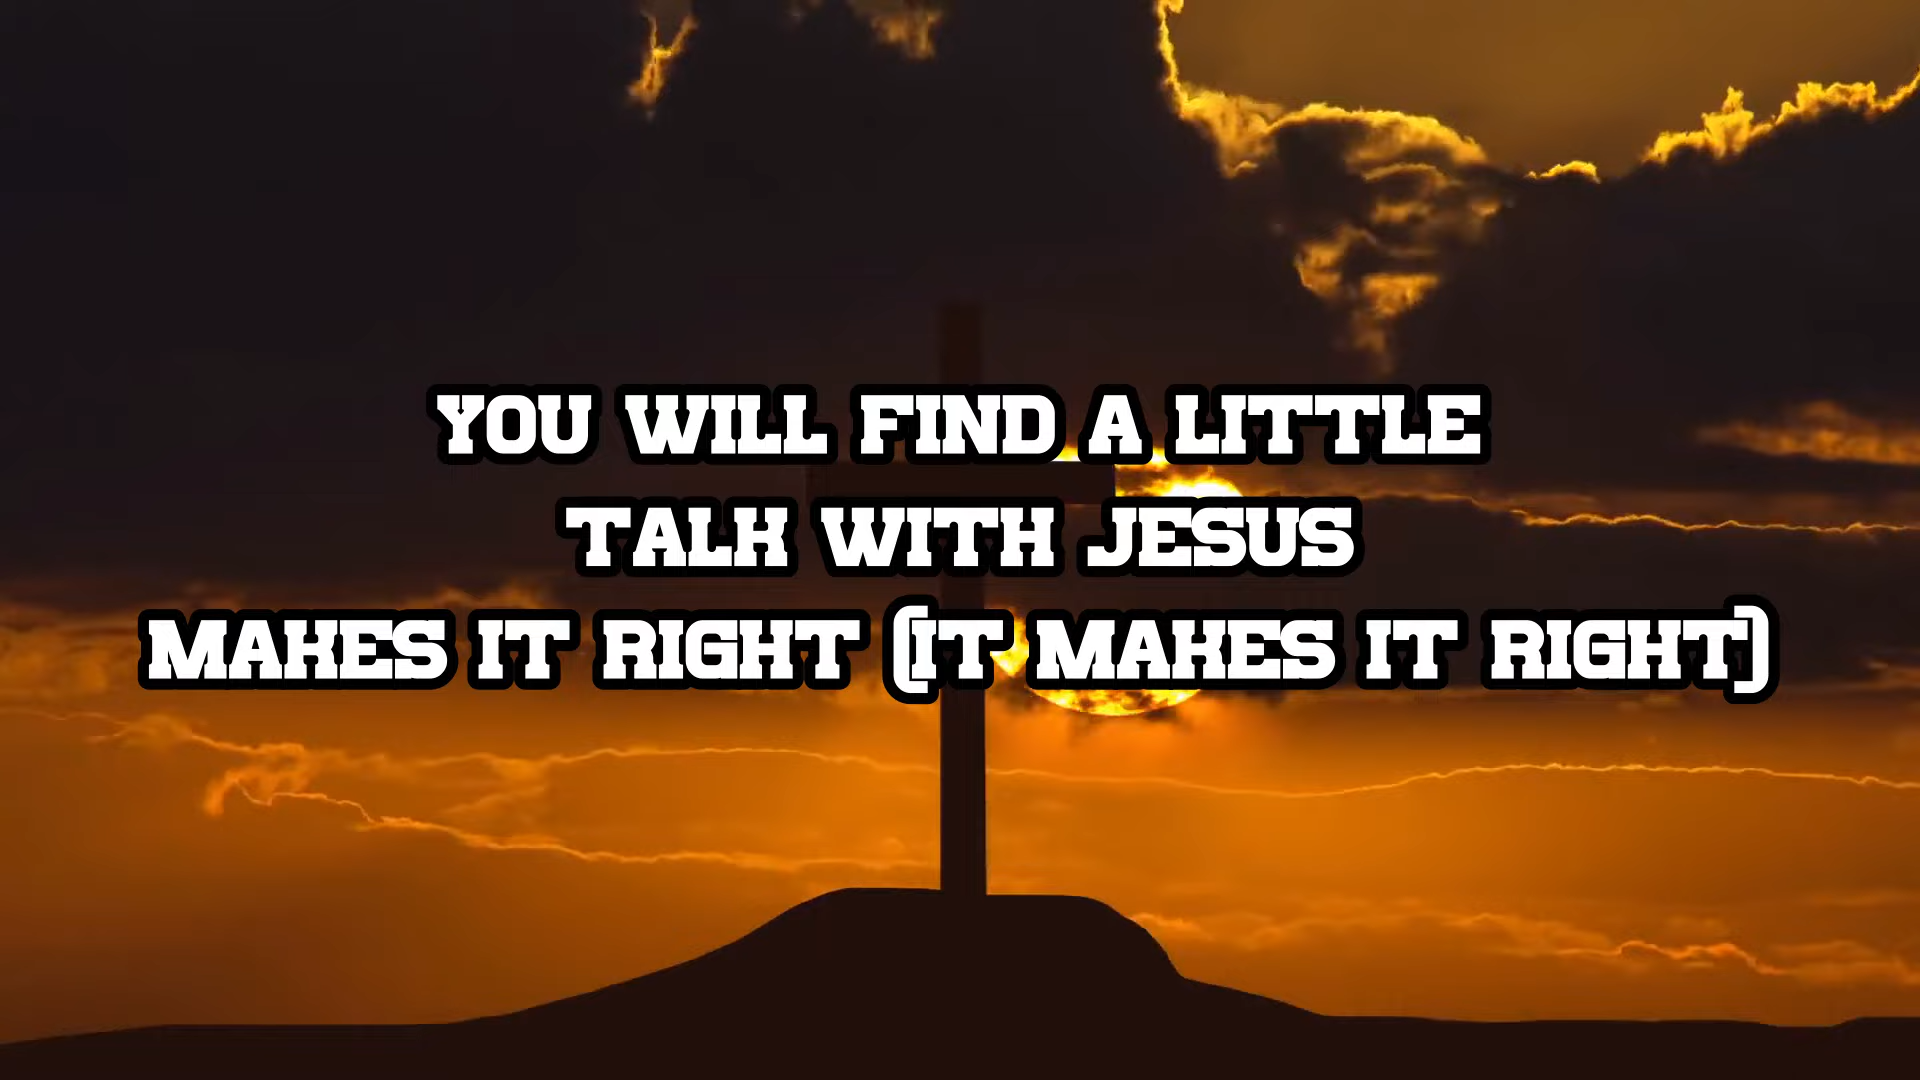 YOU WILL FIND A LITTLE
TALK WITH JESUS
MAKES IT RIGHT (IT MAKES IT RIGHT)